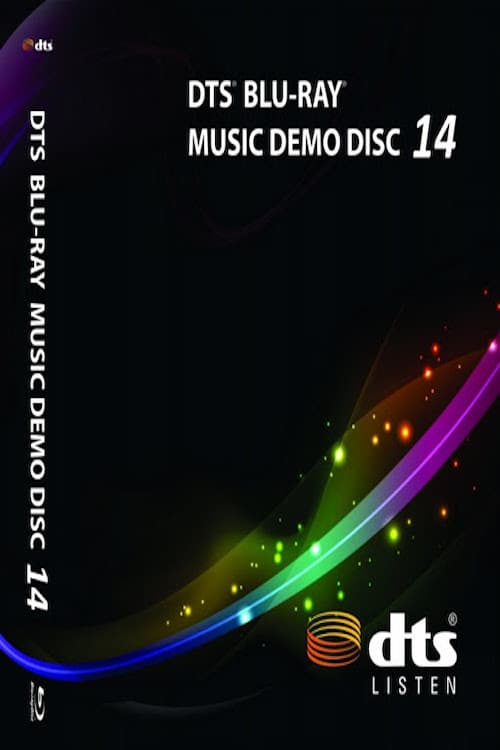 dts
DTS BLU-RAY MUSIC DEMO DISC 14
DTS® BLU-RAY®
MUSIC DEMO DISC 14
dts®
LISTEN